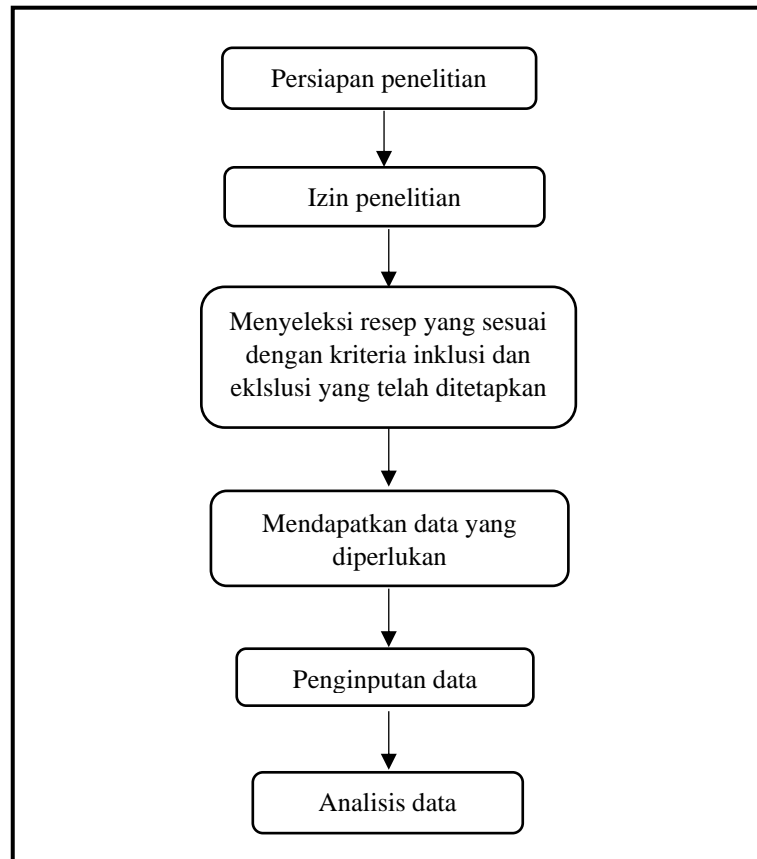 Persiapan penelitian
Izin penelitian
Menyeleksi resep yang sesuai
dengan kriteria inklusi dan
eklslusi yang telah ditetapkan
Mendapatkan data yang
diperlukan
Penginputan data
Analisis data